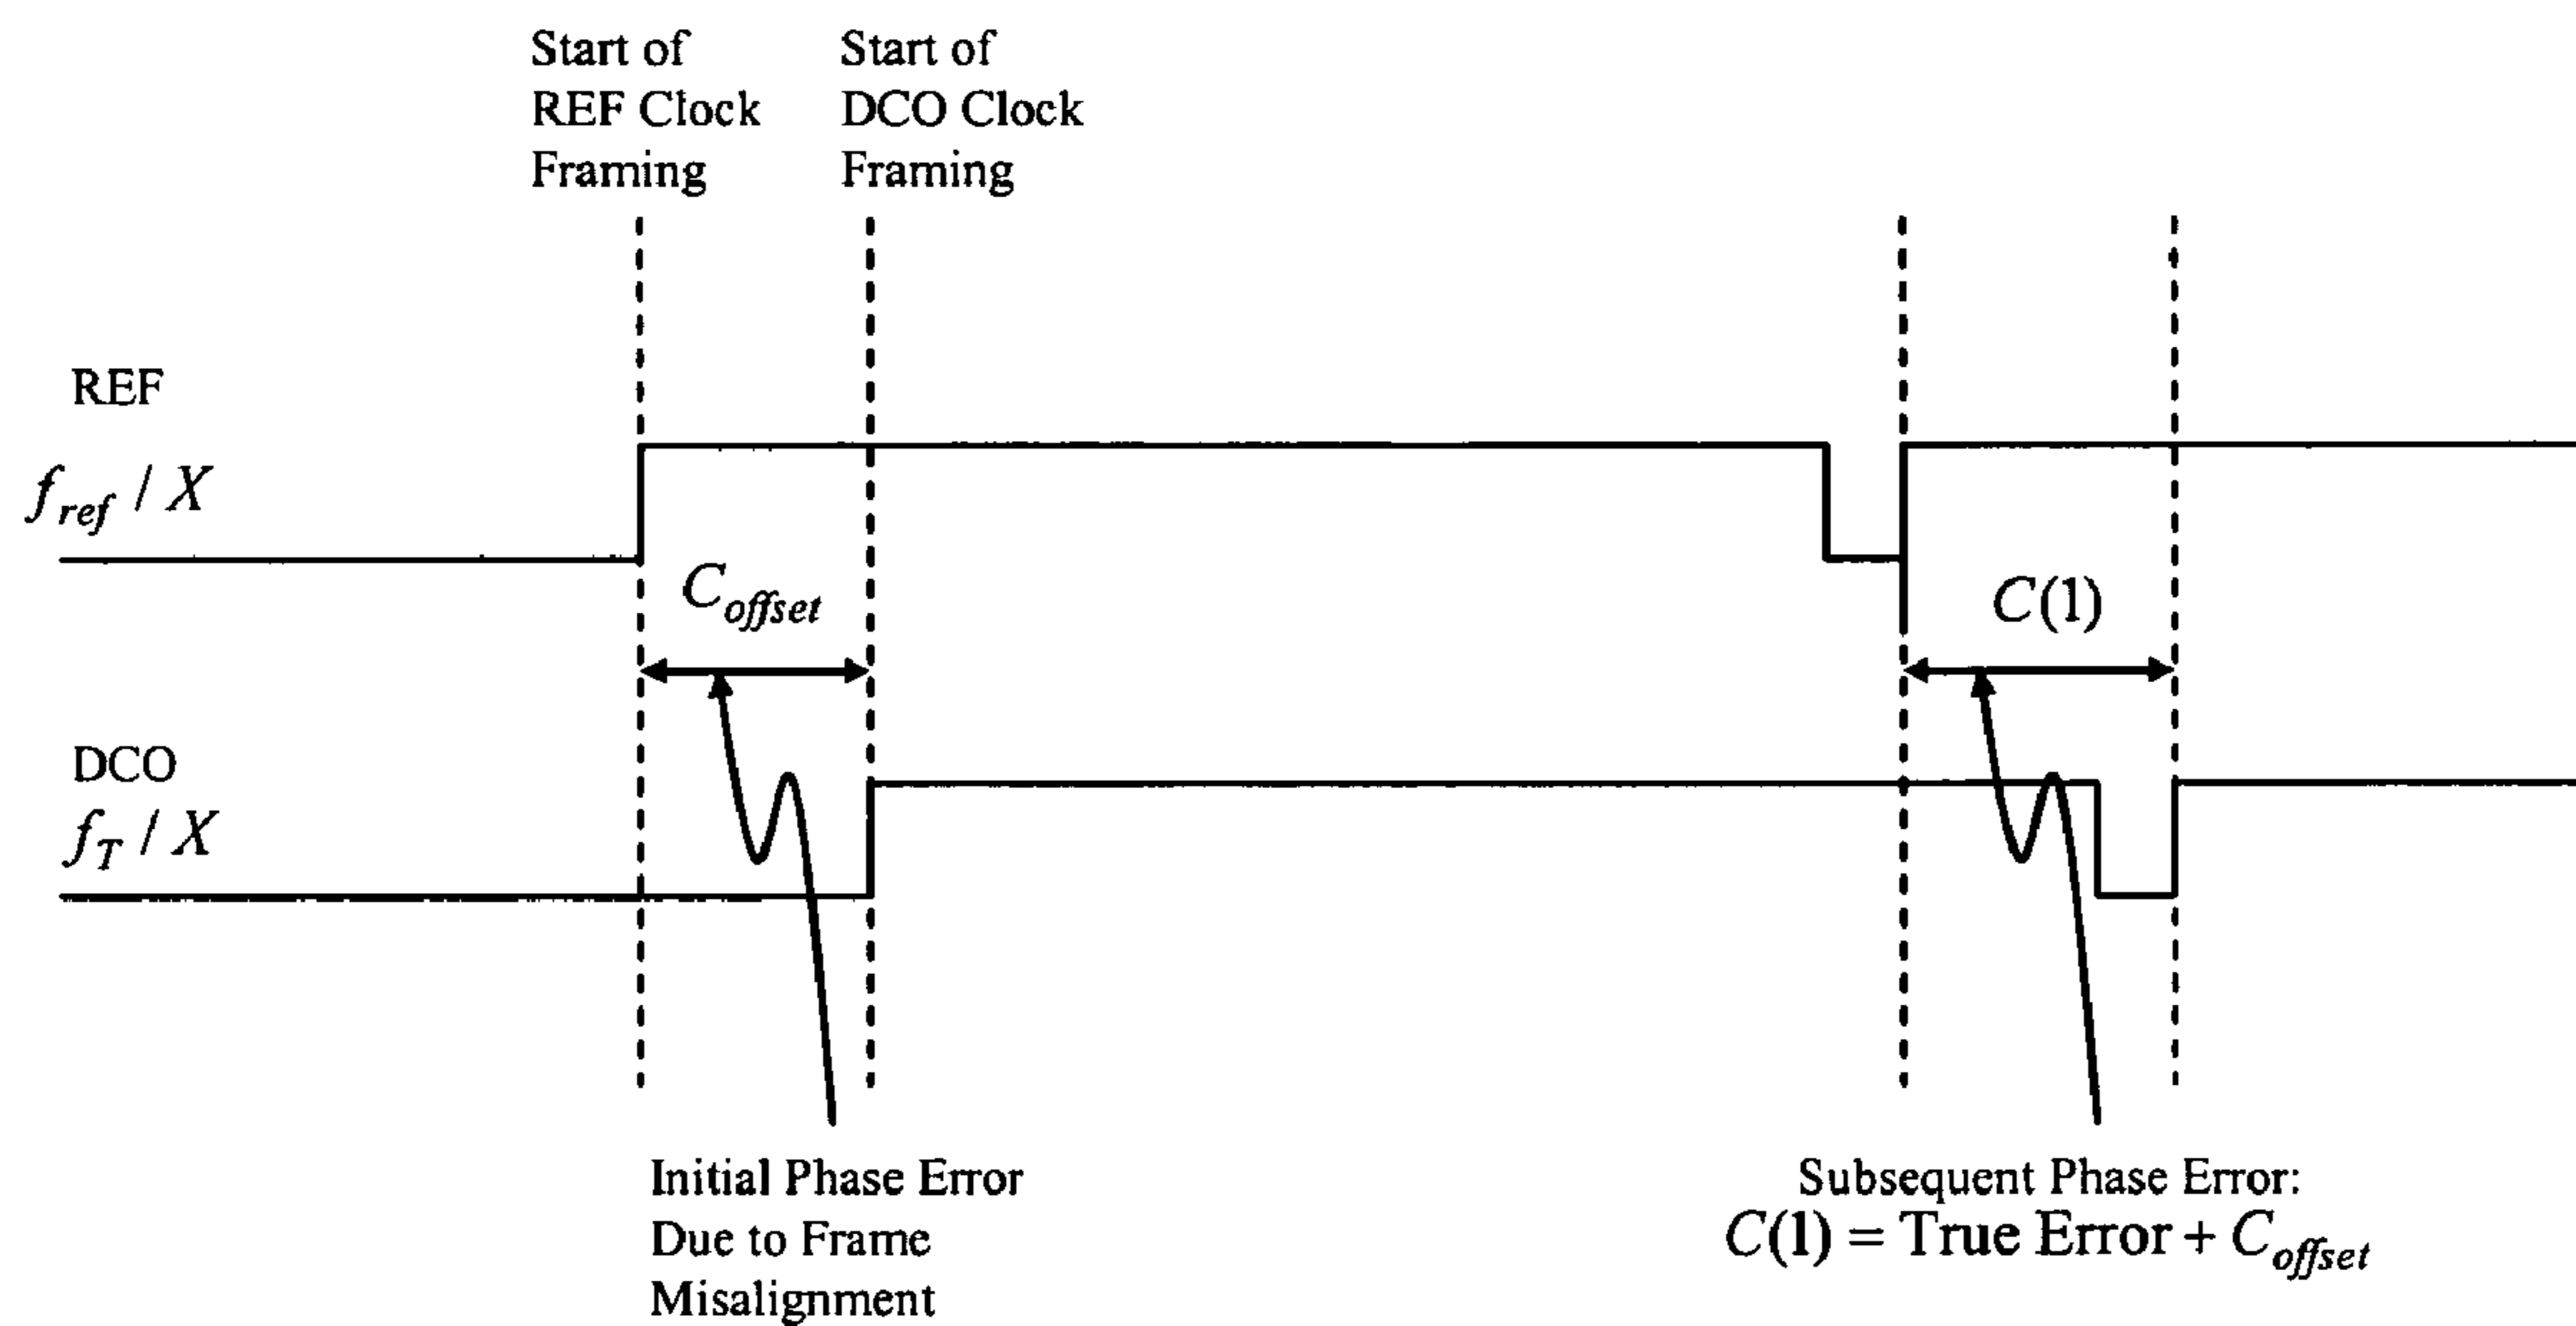 Start of
REF Clock
Framing
Start of
DCO Clock
Framing
REF
f_ref / X
C_offset
C(1)
DCO
f_T / X
Initial Phase Error
Due to Frame
Misalignment
Subsequent Phase Error:
C(1) = True Error + C_offset